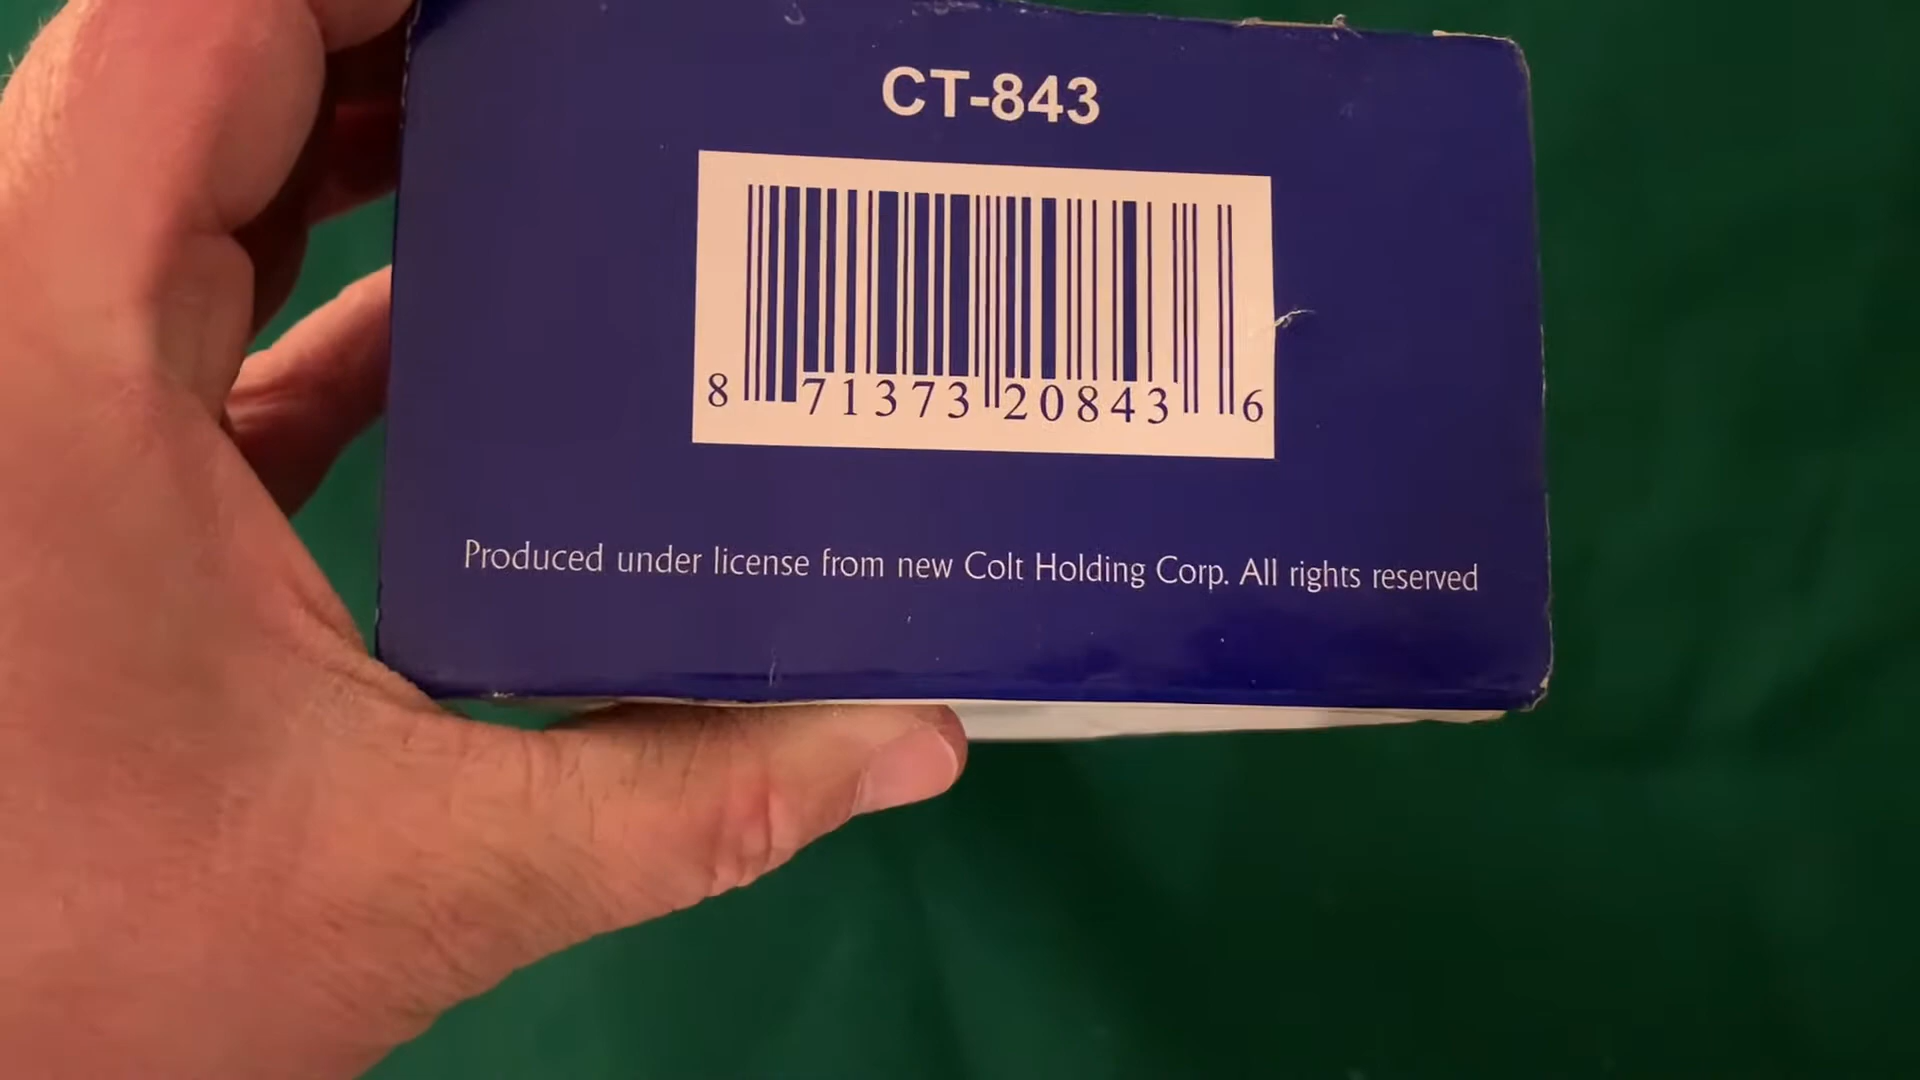 CT-843
8 71373 20843 6
Produced under license from new Colt Holding Corp. All rights reserved